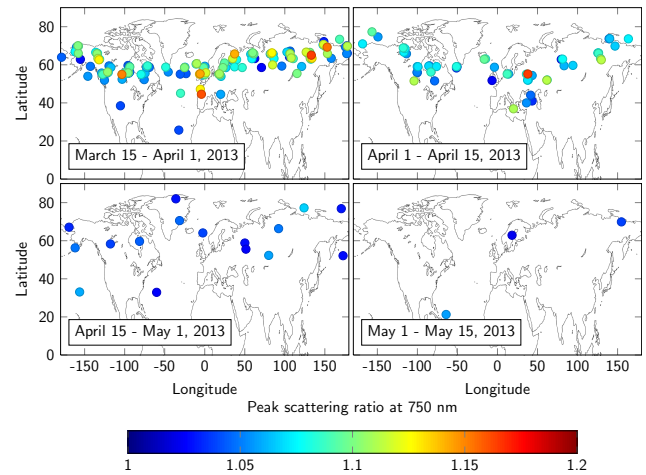 80
60
40
20
0
Latitude
March 15 - April 1, 2013
April 1 - April 15, 2013
80
60
40
20
0
Latitude
April 15 - May 1, 2013
May 1 - May 15, 2013
-150 -100 -50 0 50 100 150
-150 -100 -50 0 50 100 150
Longitude Longitude
Peak scattering ratio at 750 nm
1 1.05 1.1 1.15 1.2